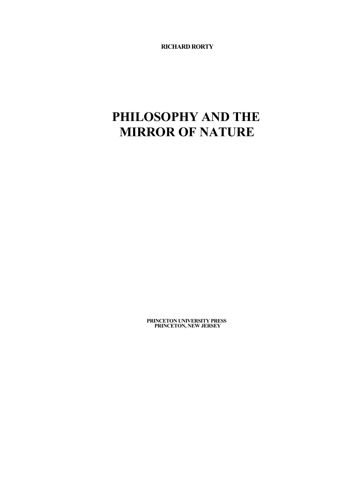 RICHARD RORTY
PHILOSOPHY AND THE
MIRROR OF NATURE
PRINCETON UNIVERSITY PRESS
PRINCETON, NEW JERSEY